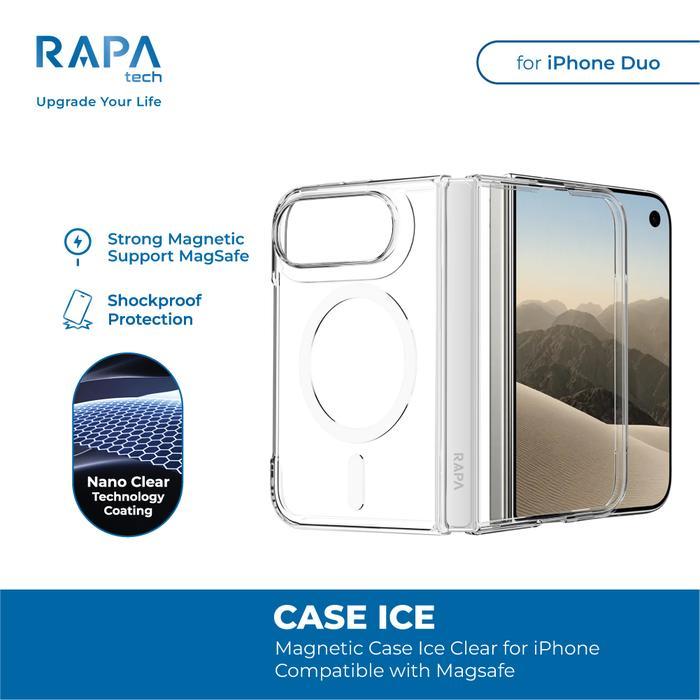 RAPA
tech
Upgrade Your Life
for iPhone Duo
Strong Magnetic
Support MagSafe
Shockproof
Protection
Nano Clear
Technology
Coating
RAPA
CASE ICE
Magnetic Case Ice Clear for iPhone
Compatible with Magsafe